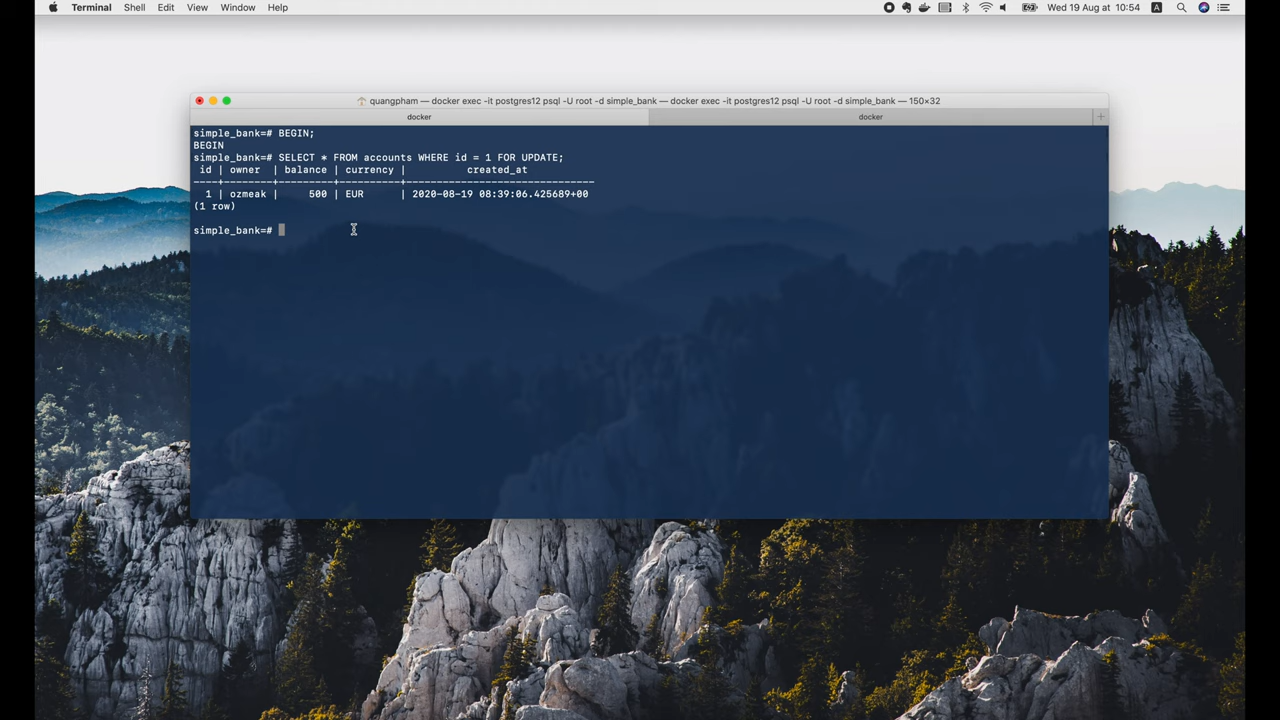 Terminal Shell Edit View Window Help Wed 19 Aug at 10:54 A
quangpham — docker exec -it postgres12 psql -U root -d simple_bank — docker exec -it postgres12 psql -U root -d simple_bank — 150×32
docker docker +
simple_bank=# BEGIN;
BEGIN
simple_bank=# SELECT * FROM accounts WHERE id = 1 FOR UPDATE;
 id | owner  | balance | currency |          created_at
----+--------+---------+----------+-------------------------------
  1 | ozmeak |     500 | EUR      | 2020-08-19 08:39:06.425689+00
(1 row)
simple_bank=#